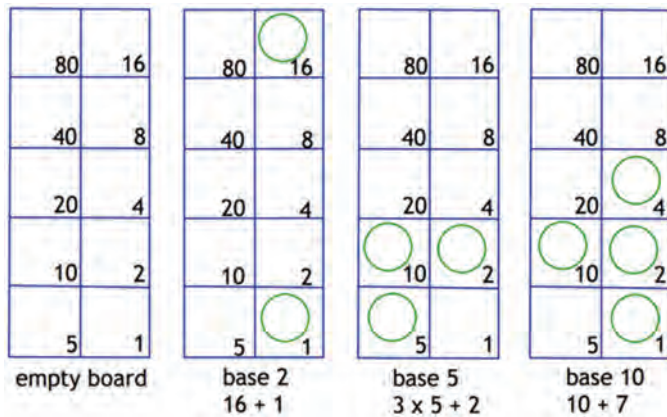 80 16 80 16 80 16 80 16
40 8 40 8 40 8 40 8
20 4 20 4 20 4 20 4
10 2 10 2 10 2 10 2
5 1 5 1 5 1 5 1
empty board base 2 base 5 base 10
16 + 1 3 x 5 + 2 10 + 7